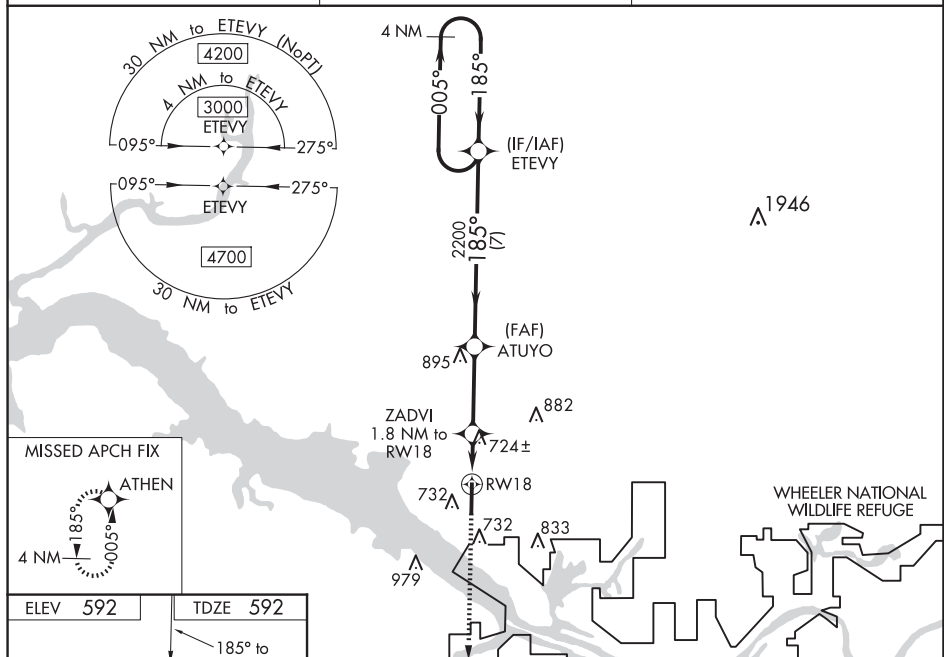 30 NM to ETEVY (NoPT)
4200
4 NM to ETEVY
3000
ETEVY
095°
275°
095°
275°
ETEVY
4700
30 NM to ETEVY
4 NM
005°
185°
(IF/IAF)
ETEVY
2200
185°
(7)
1946
(FAF)
ATUYO
895
882
ZADVI
1.8 NM to
RW18
724±
RW18
732
732
833
979
WHEELER NATIONAL
WILDLIFE REFUGE
MISSED APCH FIX
ATHEN
185°
005°
4 NM
ELEV 592
TDZE 592
185° to